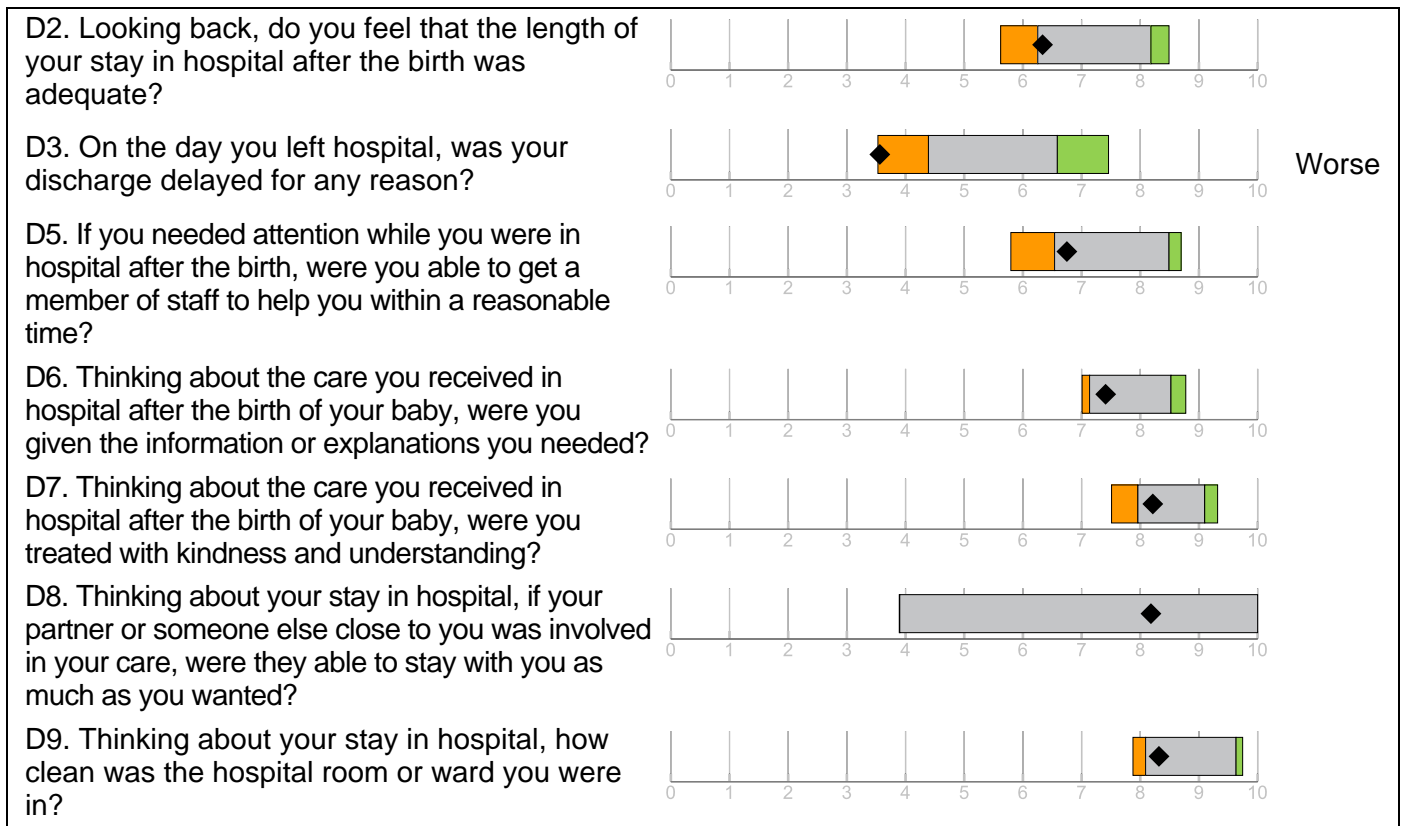 D2. Looking back, do you feel that the length of
your stay in hospital after the birth was
adequate?
0 1 2 3 4 5 6 7 8 9 10
D3. On the day you left hospital, was your
discharge delayed for any reason?
0 1 2 3 4 5 6 7 8 9 10
Worse
D5. If you needed attention while you were in
hospital after the birth, were you able to get a
member of staff to help you within a reasonable
time?
0 1 2 3 4 5 6 7 8 9 10
D6. Thinking about the care you received in
hospital after the birth of your baby, were you
given the information or explanations you needed?
0 1 2 3 4 5 6 7 8 9 10
D7. Thinking about the care you received in
hospital after the birth of your baby, were you
treated with kindness and understanding?
0 1 2 3 4 5 6 7 8 9 10
D8. Thinking about your stay in hospital, if your
partner or someone else close to you was involved
in your care, were they able to stay with you as
much as you wanted?
0 1 2 3 4 5 6 7 8 9 10
D9. Thinking about your stay in hospital, how
clean was the hospital room or ward you were
in?
0 1 2 3 4 5 6 7 8 9 10